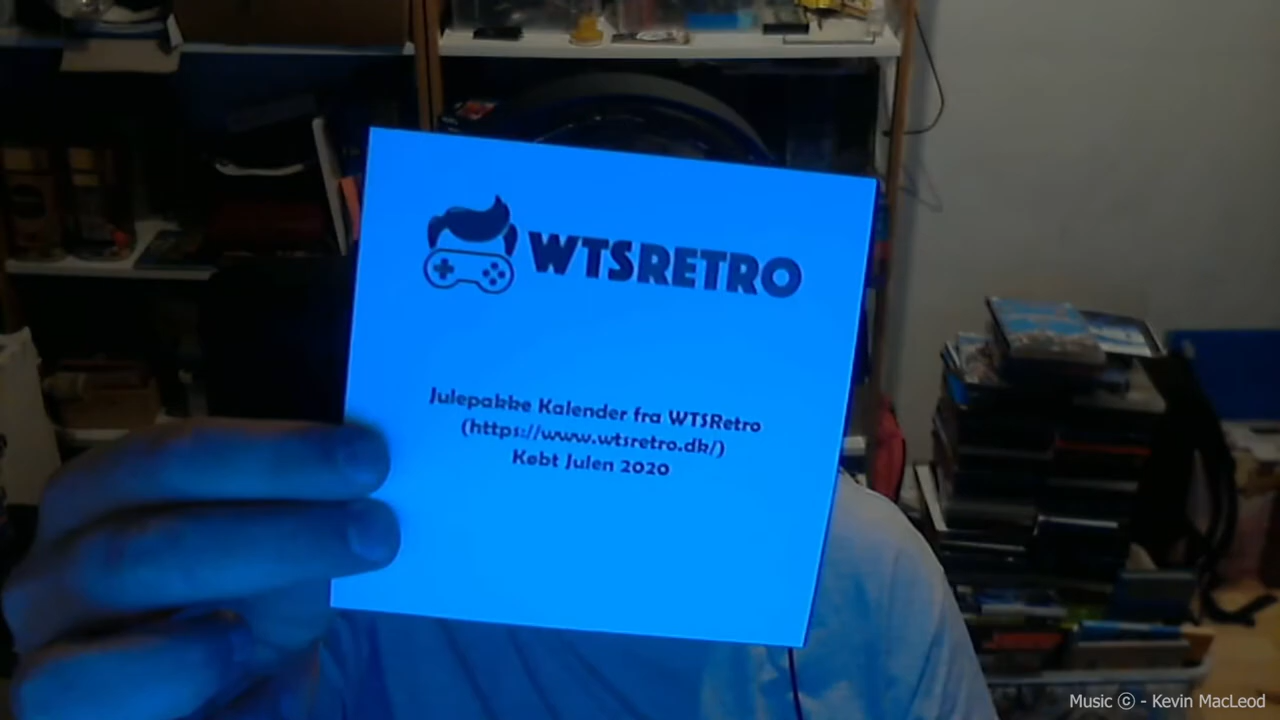 WTSRETRO
Julepakke Kalender fra WTSRetro
(https://www.wtsretro.dk/)
Købt Julen 2020
Music © - Kevin MacLeod